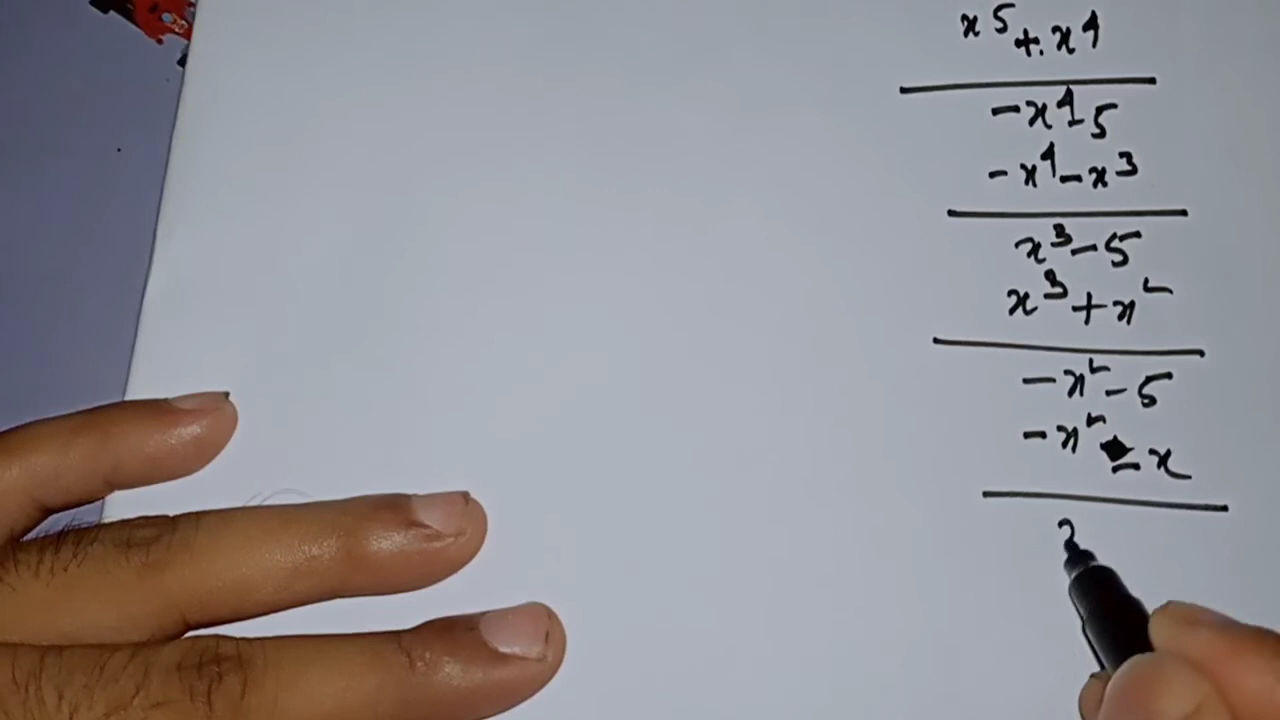 x⁵ + x⁴
-x⁴-5
-x⁴-x³
x³-5
x³+x²
-x²-5
-x²-x